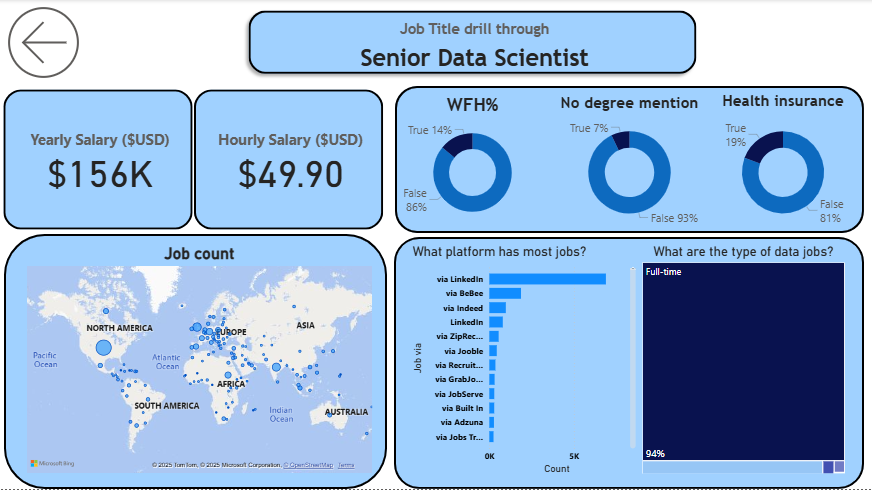 Job Title drill through
Senior Data Scientist
Yearly Salary ($USD)
$156K
Hourly Salary ($USD)
$49.90
WFH%
True 14%
False
86%
No degree mention
True 7%
False 93%
Health insurance
True
19%
False
81%
Job count
NORTH AMERICA
EUROPE
ASIA
Pacific
Ocean
Atlantic
Ocean
AFRICA
SOUTH AMERICA
Indian
Ocean
AUSTRALIA
Microsoft Bing
© 2025 TomTom, © 2025 Microsoft Corporation, © OpenStreetMap Terms
What platform has most jobs?
Job via
via LinkedIn
via BeBee
via Indeed
LinkedIn
via ZipRec...
via Jooble
via Recruit...
via GrabJo...
via JobServe
via Built In
via Adzuna
via Jobs Tr...
0K
5K
Count
What are the type of data jobs?
Full-time
94%